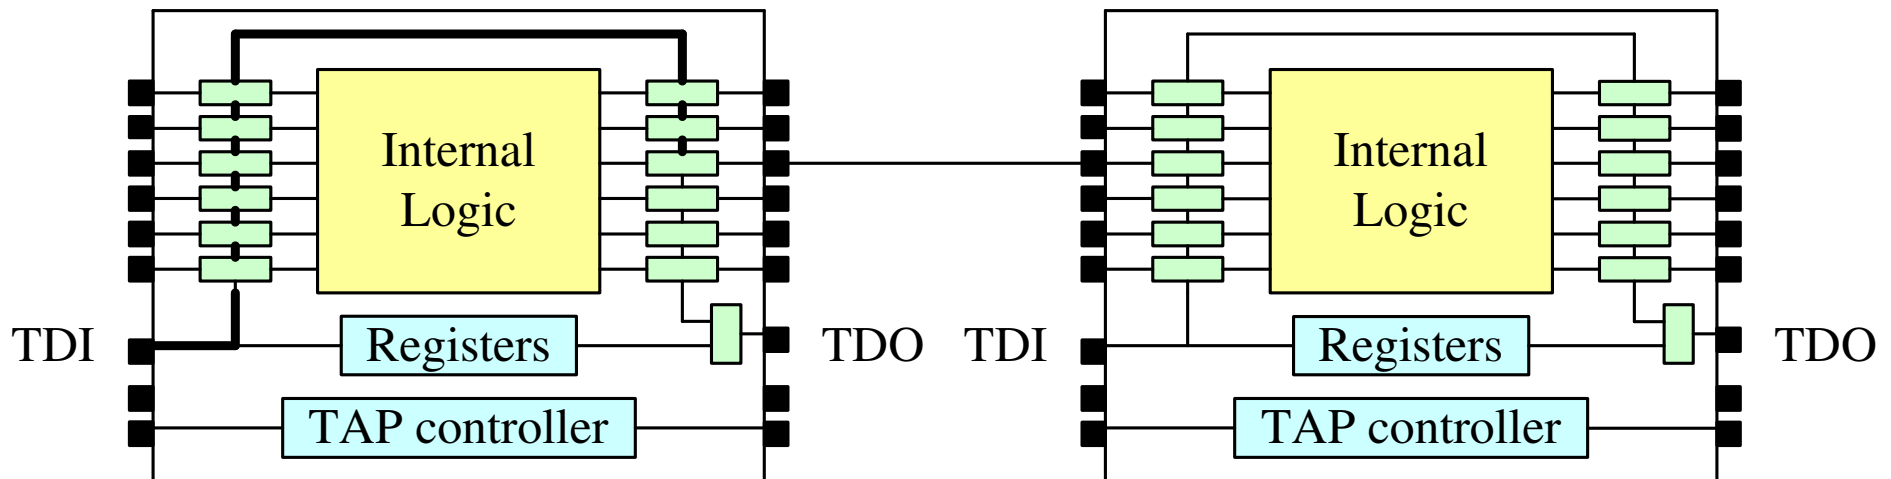 Internal
Logic
Internal
Logic
TDI
Registers
TDO
TDI
Registers
TDO
TAP controller
TAP controller